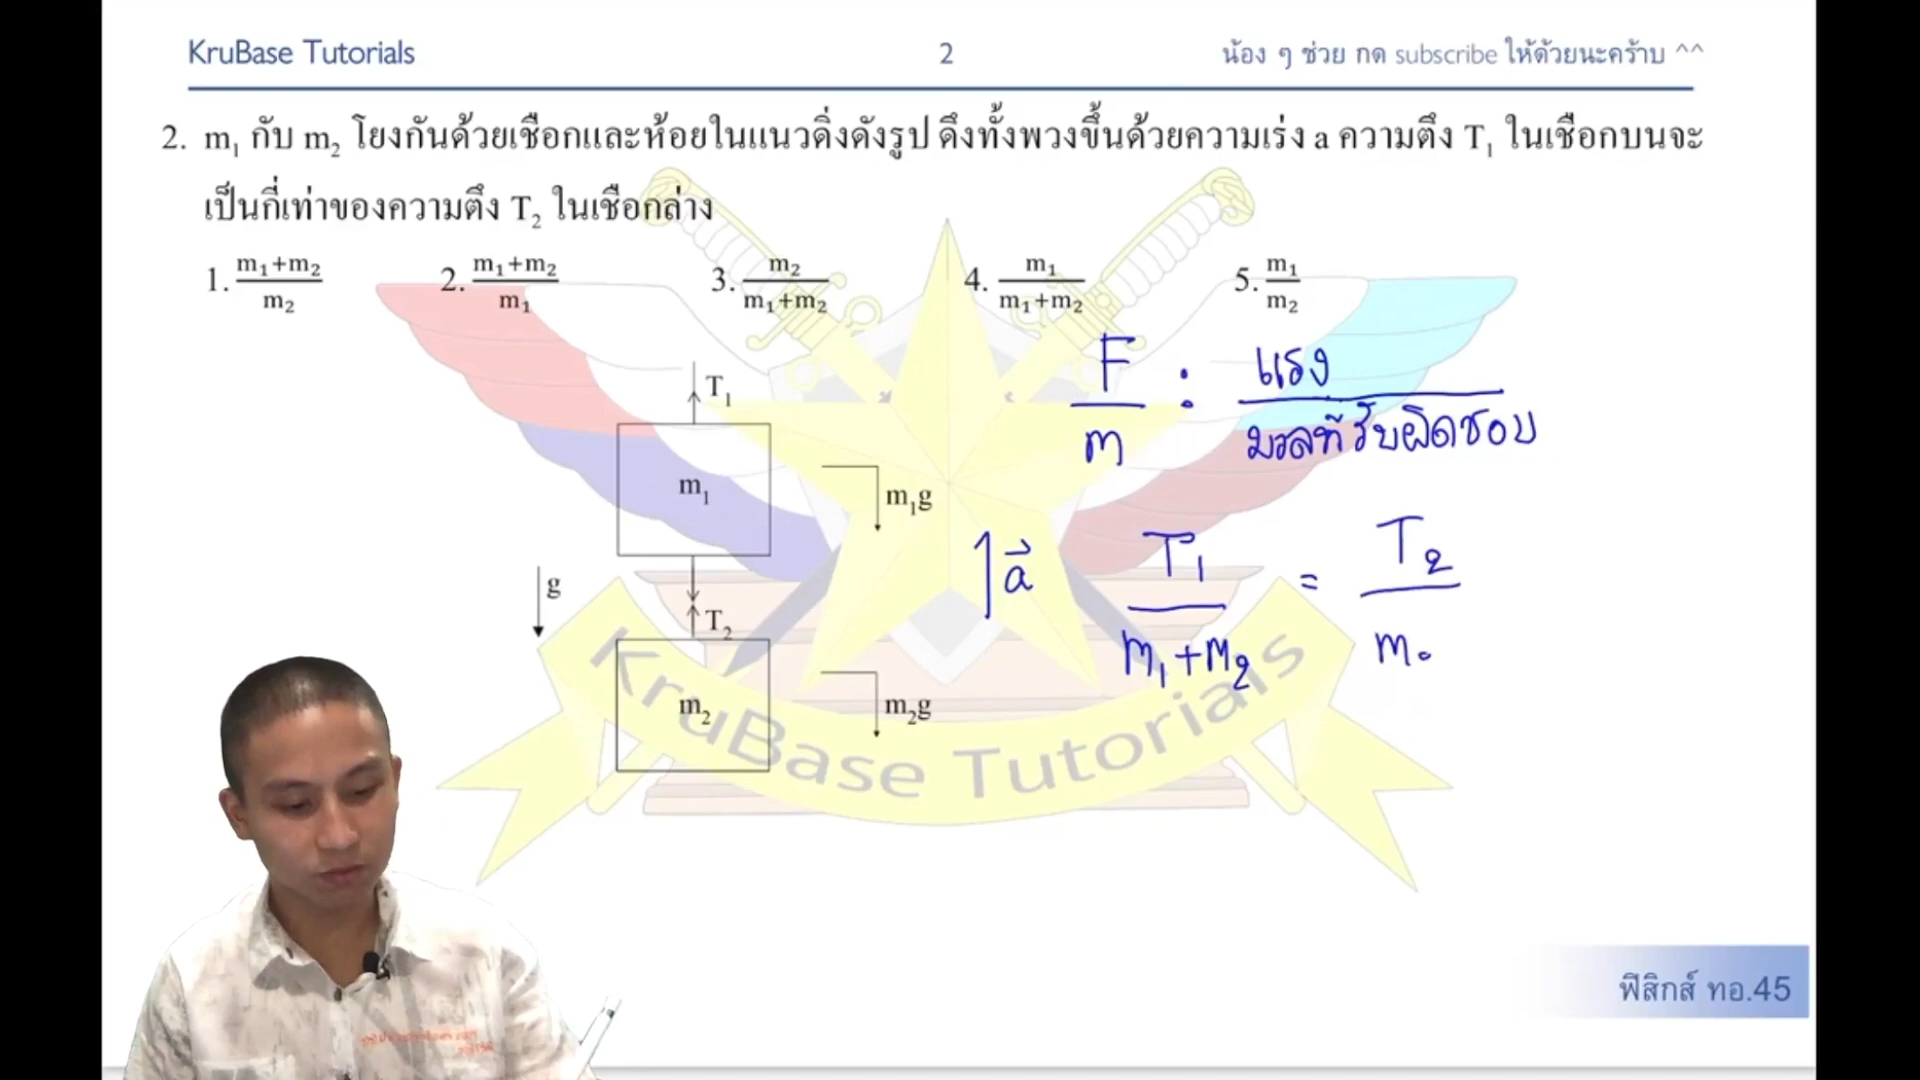 KruBase Tutorials 2 น้อง ๆ ช่วย กด subscribe ให้ด้วยนะคร้าบ ^^
2. m₁ กับ m₂ โยงกันด้วยเชือกและห้อยในแนวดิ่งดังรูป ดึงทั้งพวงขึ้นด้วยความเร่ง a ความตึง T₁ ในเชือกบนจะ
เป็นกี่เท่าของความตึง T₂ ในเชือกล่าง
1. (m₁+m₂)/m₂ 2. (m₁+m₂)/m₁ 3. m₂/(m₁+m₂) 4. m₁/(m₁+m₂) 5. m₁/m₂
F/m : แรง/มวลที่รับผิดชอบ
T₁
m₁
m₁g
a
T₁/(m₁+m₂) = T₂/m
g
T₂
m₂
m₂g
KruBase Tutorials
ฟิสิกส์ ทอ.45